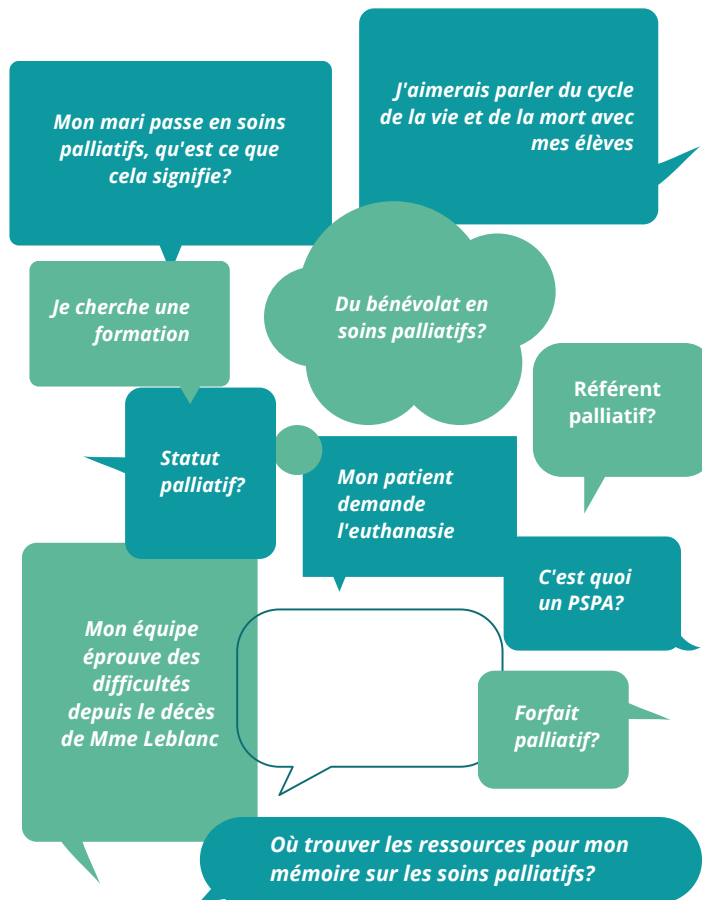 J'aimerais parler du cycle
de la vie et de la mort avec
mes élèves
Mon mari passe en soins
palliatifs, qu'est ce que
cela signifie?
Je cherche une
formation
Du bénévolat en
soins palliatifs?
Référent
palliatif?
Statut
palliatif?
Mon patient
demande
l'euthanasie
C'est quoi
un PSPA?
Mon équipe
éprouve des
difficultés
depuis le décès
de Mme Leblanc
Forfait
palliatif?
Où trouver les ressources pour mon
mémoire sur les soins palliatifs?